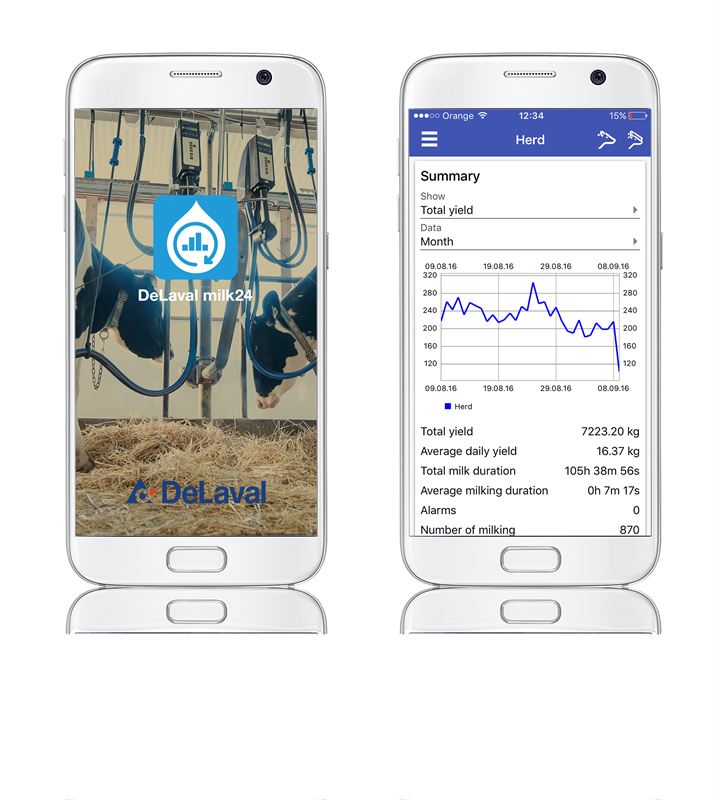 DeLaval milk24
DeLaval
Orange 12:34 15%
Herd
Summary
Show
Total yield
Data
Month
09.08.16 19.08.16 29.08.16 08.09.16
320 320
280 280
240 240
200 200
160 160
120 120
09.08.16 19.08.16 29.08.16 08.09.16
Herd
Total yield 7223.20 kg
Average daily yield 16.37 kg
Total milk duration 105h 38m 56s
Average milking duration 0h 7m 17s
Alarms 0
Number of milking 870